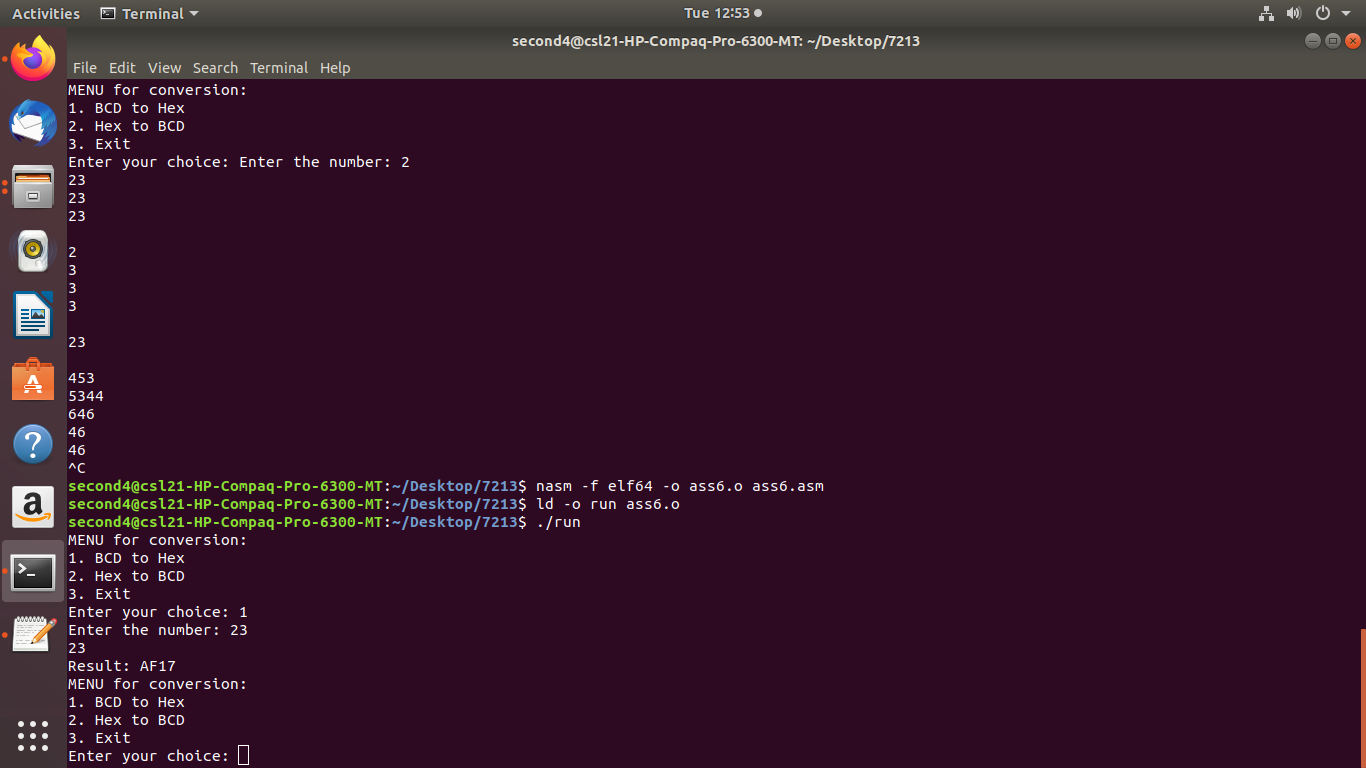 Activities Terminal Tue 12:53
second4@csl21-HP-Compaq-Pro-6300-MT: ~/Desktop/7213
File Edit View Search Terminal Help
MENU for conversion:
1. BCD to Hex
2. Hex to BCD
3. Exit
Enter your choice: Enter the number: 2
23
23
23

2
3
3
3

23

453
5344
646
46
46
^C
second4@csl21-HP-Compaq-Pro-6300-MT:~/Desktop/7213$ nasm -f elf64 -o ass6.o ass6.asm
second4@csl21-HP-Compaq-Pro-6300-MT:~/Desktop/7213$ ld -o run ass6.o
second4@csl21-HP-Compaq-Pro-6300-MT:~/Desktop/7213$ ./run
MENU for conversion:
1. BCD to Hex
2. Hex to BCD
3. Exit
Enter your choice: 1
Enter the number: 23
23
Result: AF17
MENU for conversion:
1. BCD to Hex
2. Hex to BCD
3. Exit
Enter your choice: